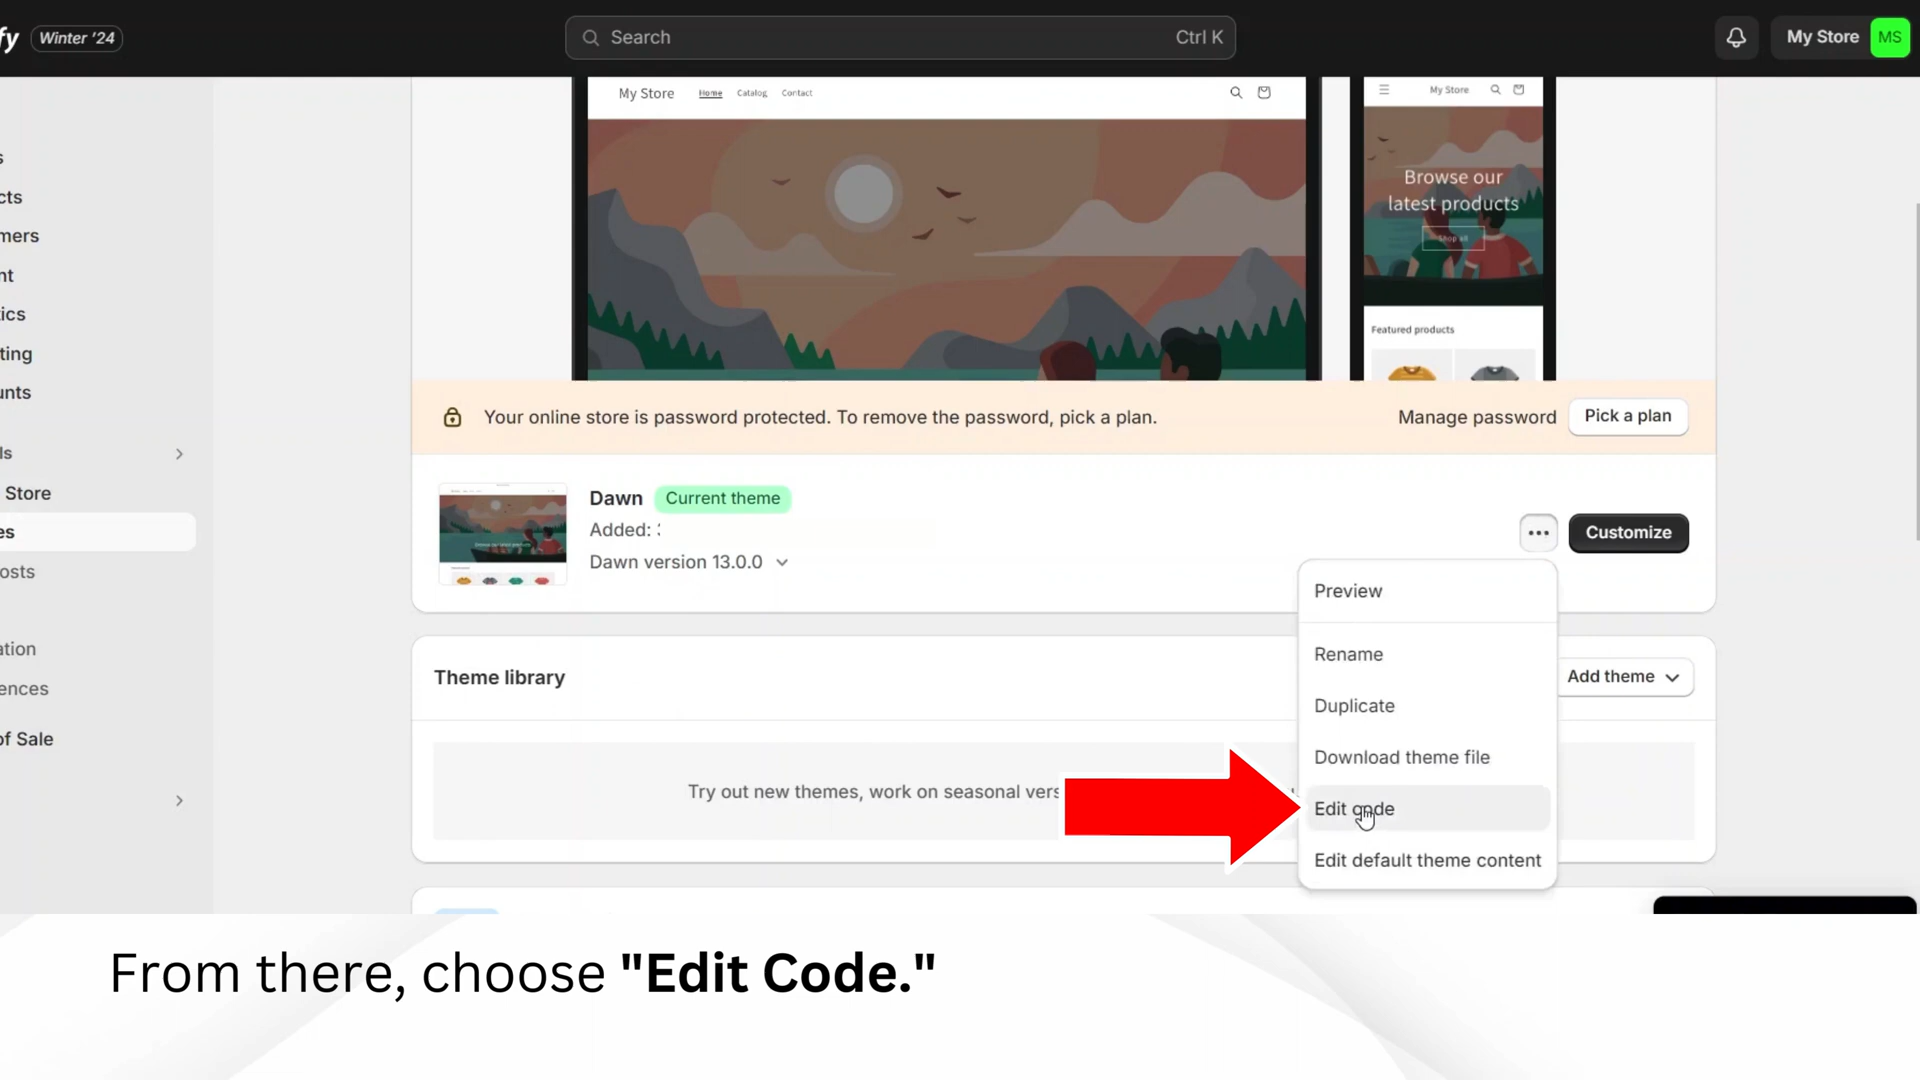 fy Winter '24
Search Ctrl K
My Store MS
My Store Home Catalog Contact
My Store
Browse our
latest products
Shop all
Featured products
s
cts
mers
nt
tics
ting
unts
ls
Store
es
osts
ation
ences
of Sale
Your online store is password protected. To remove the password, pick a plan.
Manage password
Pick a plan
Dawn Current theme
Added:
Dawn version 13.0.0
... Customize
Preview
Rename
Duplicate
Download theme file
Edit code
Edit default theme content
Theme library
Add theme
Try out new themes, work on seasonal vers
From there, choose "Edit Code."